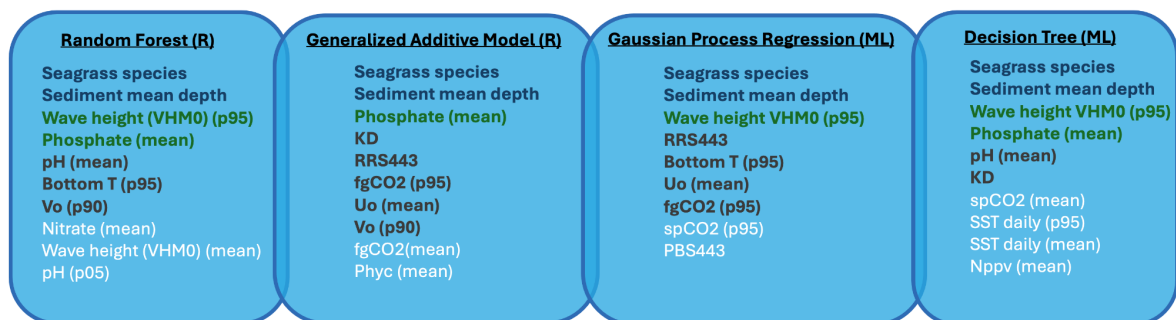 Random Forest (R)
Seagrass species
Sediment mean depth
Wave height (VHM0) (p95)
Phosphate (mean)
pH (mean)
Bottom T (p95)
Vo (p90)
Nitrate (mean)
Wave height (VHM0) (mean)
pH (p05)
Generalized Additive Model (R)
Seagrass species
Sediment mean depth
Phosphate (mean)
KD
RRS443
fgCO2 (p95)
Uo (mean)
Vo (p90)
fgCO2(mean)
Phyc (mean)
Gaussian Process Regression (ML)
Seagrass species
Sediment mean depth
Wave height VHM0 (p95)
RRS443
Bottom T (p95)
Uo (mean)
fgCO2 (p95)
spCO2 (p95)
PBS443
Decision Tree (ML)
Seagrass species
Sediment mean depth
Wave height VHM0 (p95)
Phosphate (mean)
pH (mean)
KD
spCO2 (mean)
SST daily (p95)
SST daily (mean)
Nppv (mean)